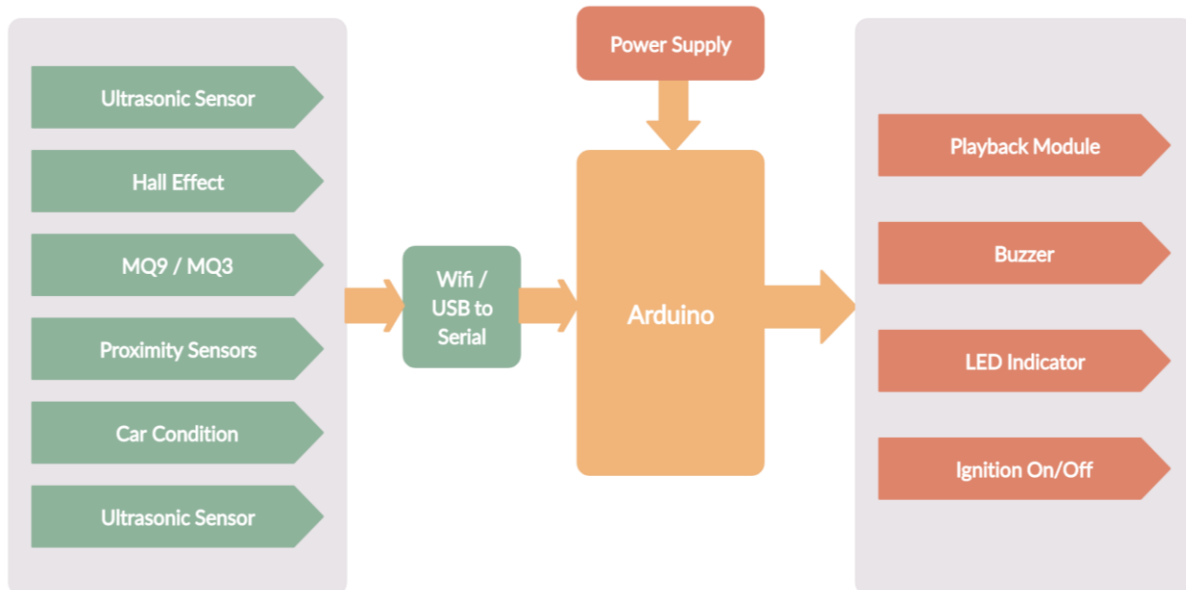 Ultrasonic Sensor
Hall Effect
MQ9 / MQ3
Proximity Sensors
Car Condition
Ultrasonic Sensor
Wifi /
USB to
Serial
Power Supply
Arduino
Playback Module
Buzzer
LED Indicator
Ignition On/Off